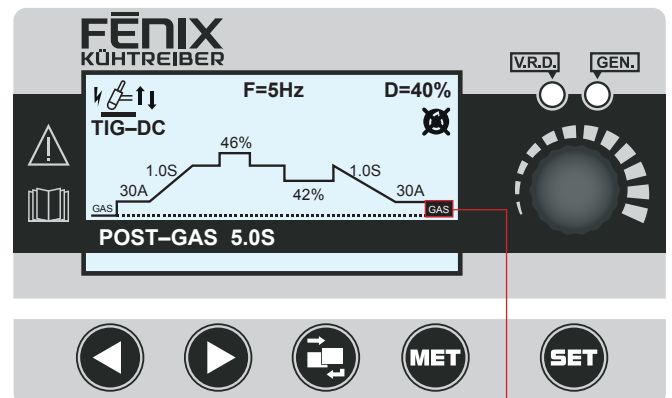 FĒNIX
KÜHTREIBER
V.R.D. GEN.
F=5Hz D=40%
TIG–DC
46%
1.0S 1.0S
30A 42% 30A
GAS GAS
POST–GAS 5.0S
MET SET